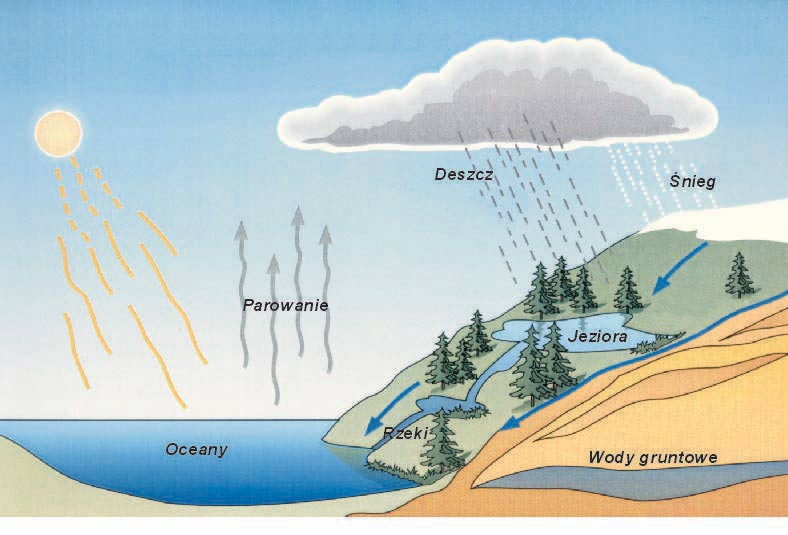 Deszcz
Śnieg
Parowanie
Jeziora
Rzeki
Oceany
Wody gruntowe